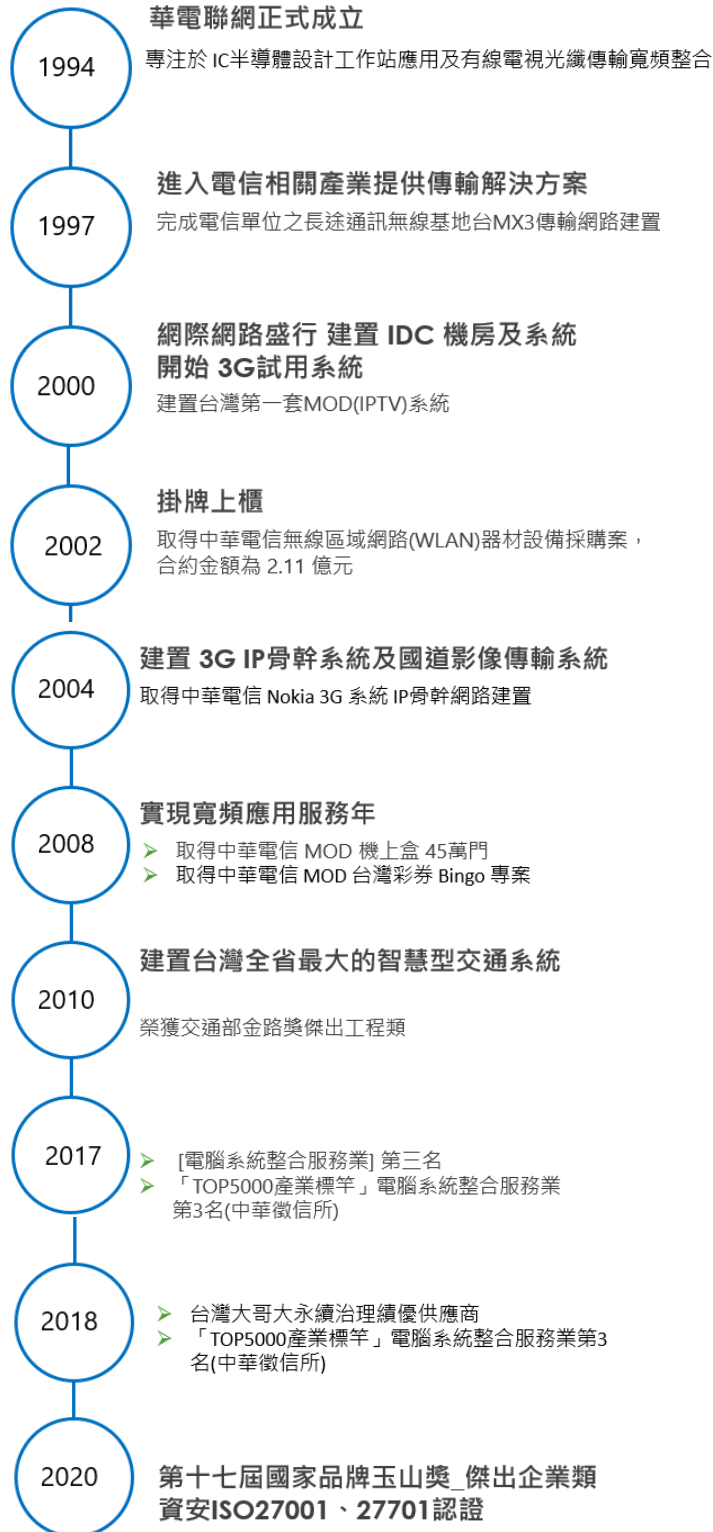 華電聯網正式成立
1994
專注於 IC半導體設計工作站應用及有線電視光纖傳輸寬頻整合
進入電信相關產業提供傳輸解決方案
1997
完成電信單位之長途通訊無線基地台MX3傳輸網路建置
網際網路盛行 建置 IDC 機房及系統
開始 3G試用系統
2000
建置台灣第一套MOD(IPTV)系統
掛牌上櫃
2002
取得中華電信無線區域網路(WLAN)器材設備採購案，
合約金額為 2.11 億元
建置 3G IP骨幹系統及國道影像傳輸系統
2004
取得中華電信 Nokia 3G 系統 IP骨幹網路建置
實現寬頻應用服務年
2008
➢ 取得中華電信 MOD 機上盒 45萬門
➢ 取得中華電信 MOD 台灣彩券 Bingo 專案
建置台灣全省最大的智慧型交通系統
2010
榮獲交通部金路獎傑出工程類
2017
➢ [電腦系統整合服務業] 第三名
➢ 「TOP5000產業標竿」電腦系統整合服務業
第3名(中華徵信所)
2018
➢ 台灣大哥大永續治理績優供應商
➢ 「TOP5000產業標竿」電腦系統整合服務業第3
名(中華徵信所)
2020
第十七屆國家品牌玉山獎_傑出企業類
資安ISO27001、27701認證